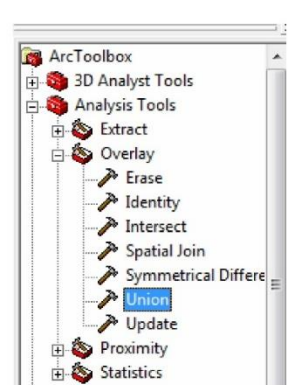 ArcToolbox
3D Analyst Tools
Analysis Tools
Extract
Overlay
Erase
Identity
Intersect
Spatial Join
Symmetrical Differe
Union
Update
Proximity
Statistics